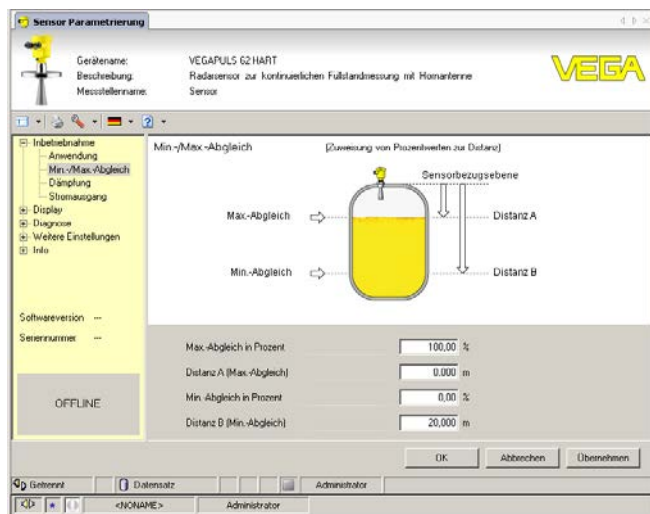 Sensor Parametrierung
Gerätename: VEGAPULS 62 HART
Beschreibung: Radarsensor zur kontinuierlichen Füllstandmessung mit Hornantenne
Messstellenname: Sensor
VEGA
Inbetriebnahme
Anwendung
Min.-/Max.-Abgleich
Dämpfung
Stromausgang
Display
Diagnose
Weitere Einstellungen
Info
Softwareversion ---
Seriennummer ---
OFFLINE
Min.-/Max.-Abgleich (Zuweisung von Prozentwerten zur Distanz)
Sensorbezugsebene
Max.-Abgleich
Distanz A
Min.-Abgleich
Distanz B
Max.-Abgleich in Prozent 100,00 %
Distanz A (Max.-Abgleich) 0.000 m
Min.-Abgleich in Prozent 0,00 %
Distanz B (Min.-Abgleich) 20,000 m
OK Abbrechen Übernehmen
Getrennt Datensatz Administrator
<NONAME> Administrator